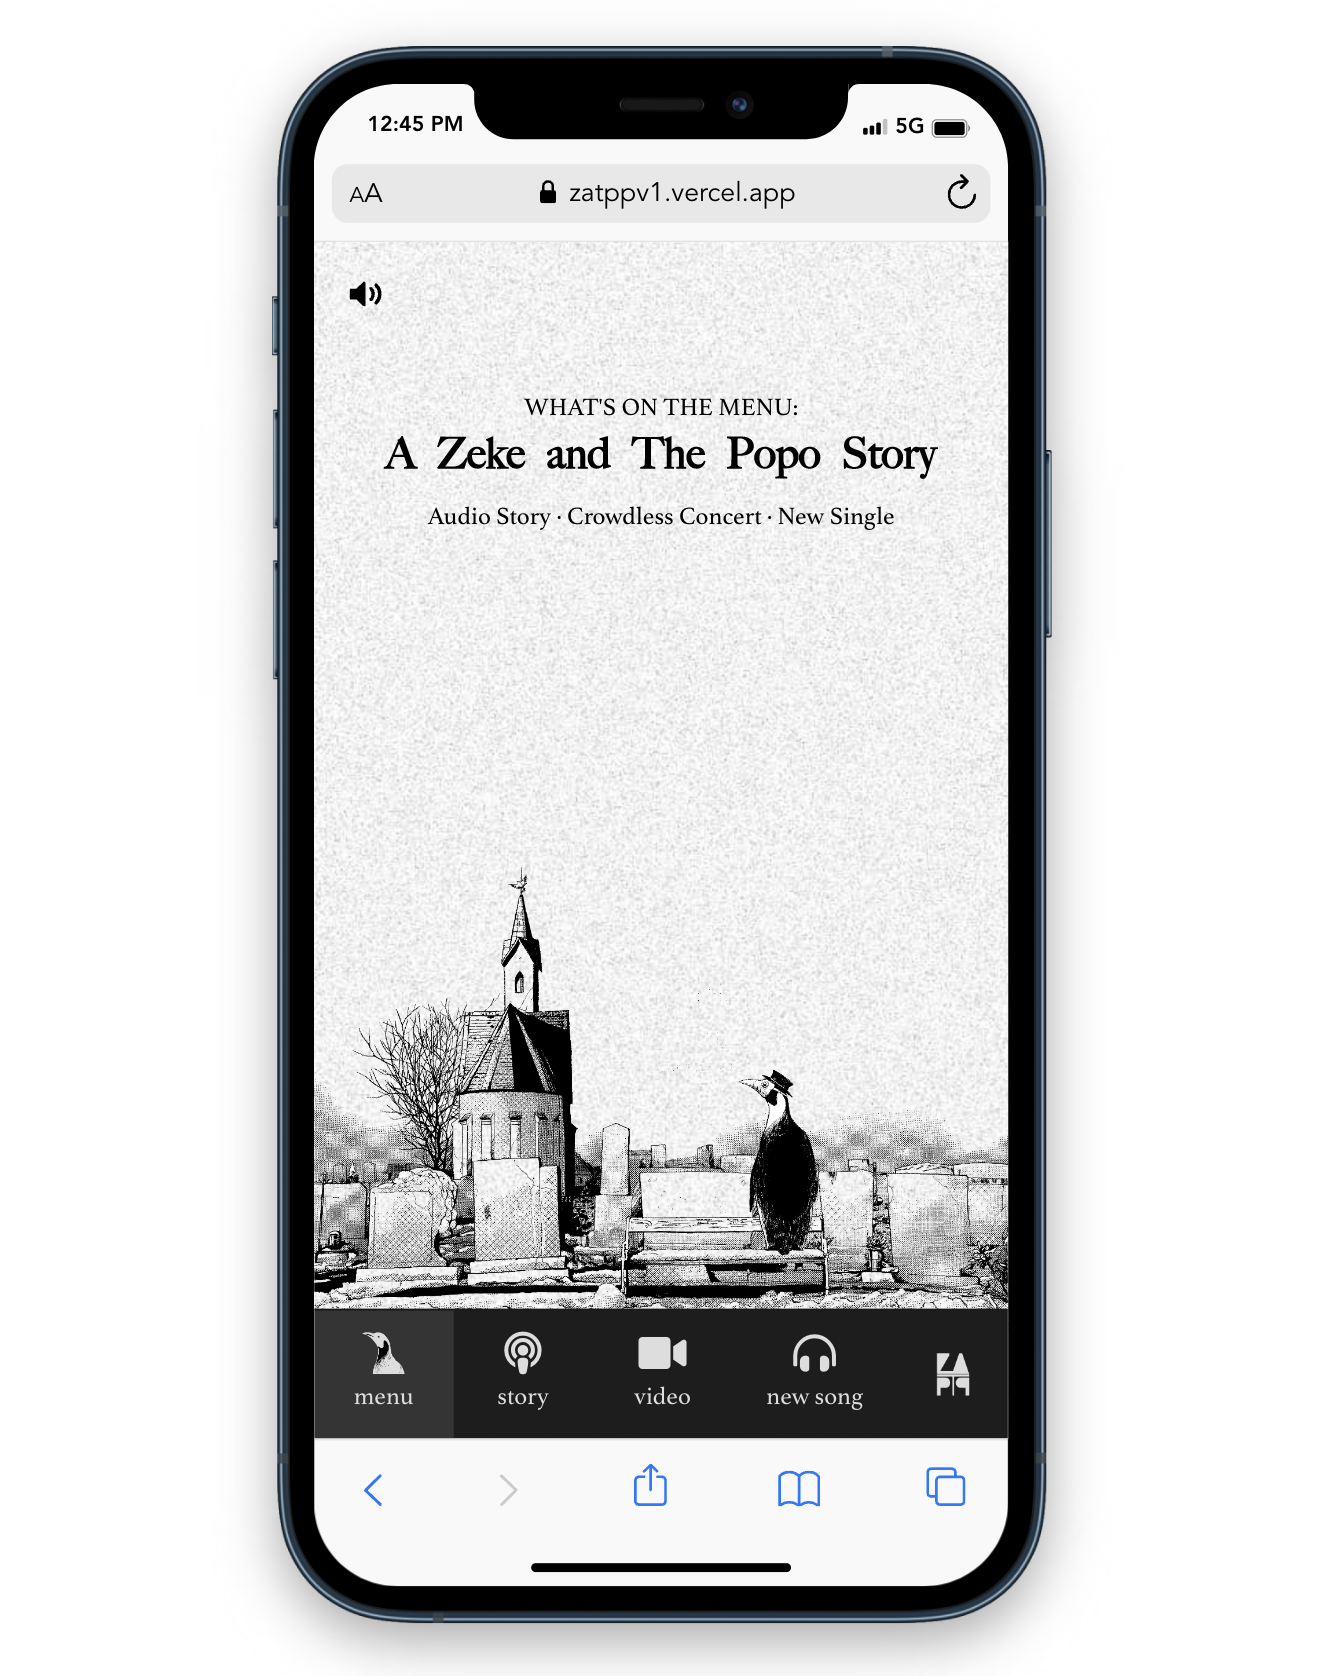 12:45 PM
5G
AA
zatppv1.vercel.app
WHAT'S ON THE MENU:
A Zeke and The Popo Story
Audio Story · Crowdless Concert · New Single
menu
story
video
new song
ZA
PP